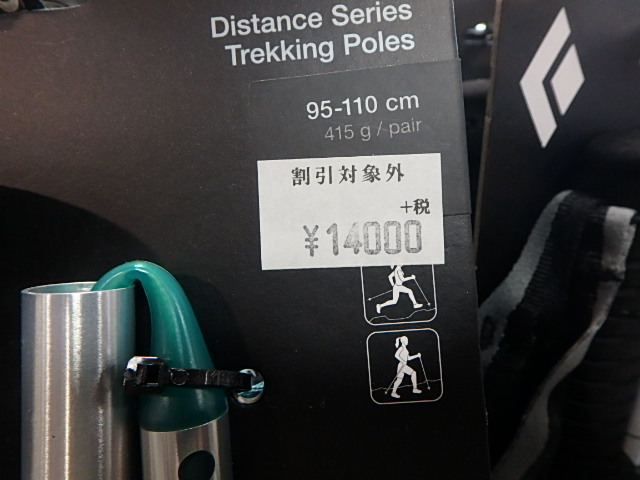 Distance Series
Trekking Poles
95-110 cm
415 g / pair
割引対象外
+税
¥14000